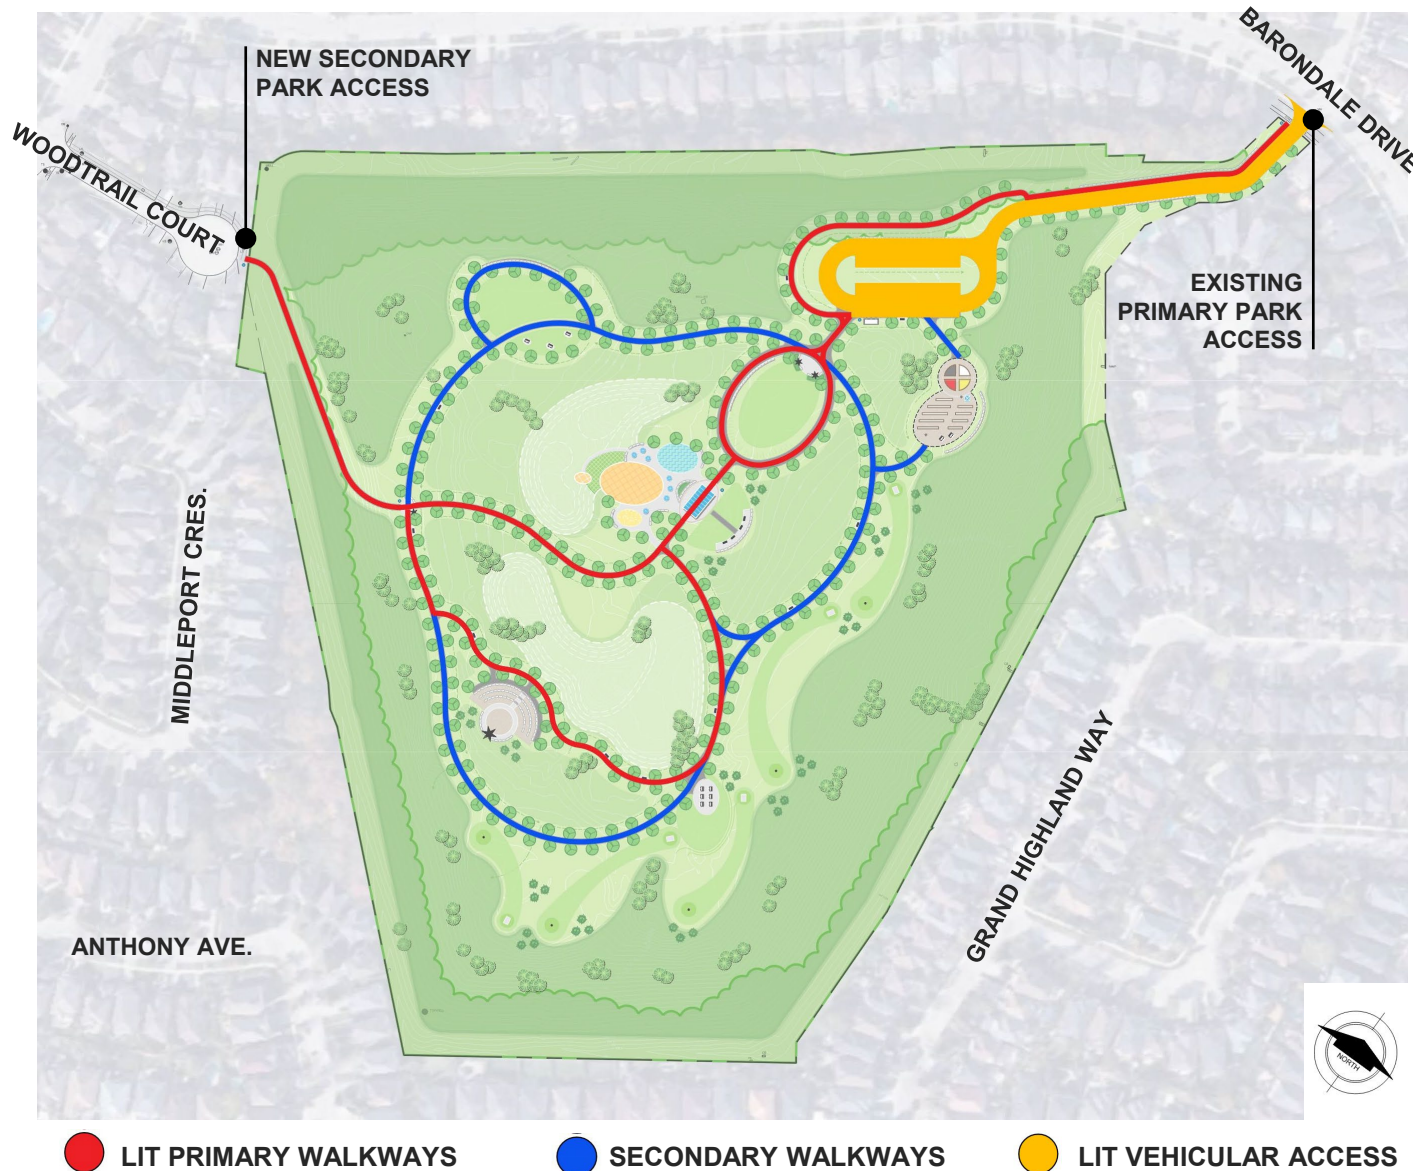 NEW SECONDARY
PARK ACCESS
BARONDALE DRIVE
WOODTRAIL COURT
EXISTING
PRIMARY PARK
ACCESS
MIDDLEPORT CRES.
GRAND HIGHLAND WAY
ANTHONY AVE.
NORTH
LIT PRIMARY WALKWAYS
SECONDARY WALKWAYS
LIT VEHICULAR ACCESS